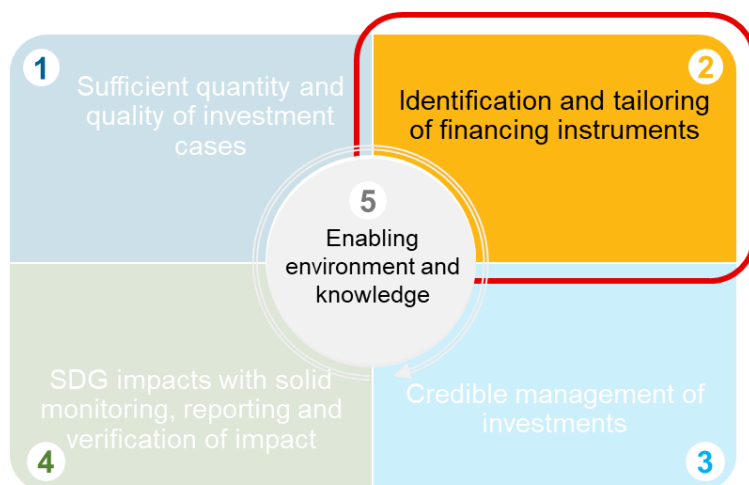 1
Sufficient quantity and
quality of investment
cases
2
Identification and tailoring
of financing instruments
5
Enabling
environment and
knowledge
SDG impacts with solid
monitoring, reporting and
verification of impact
4
Credible management of
investments
3